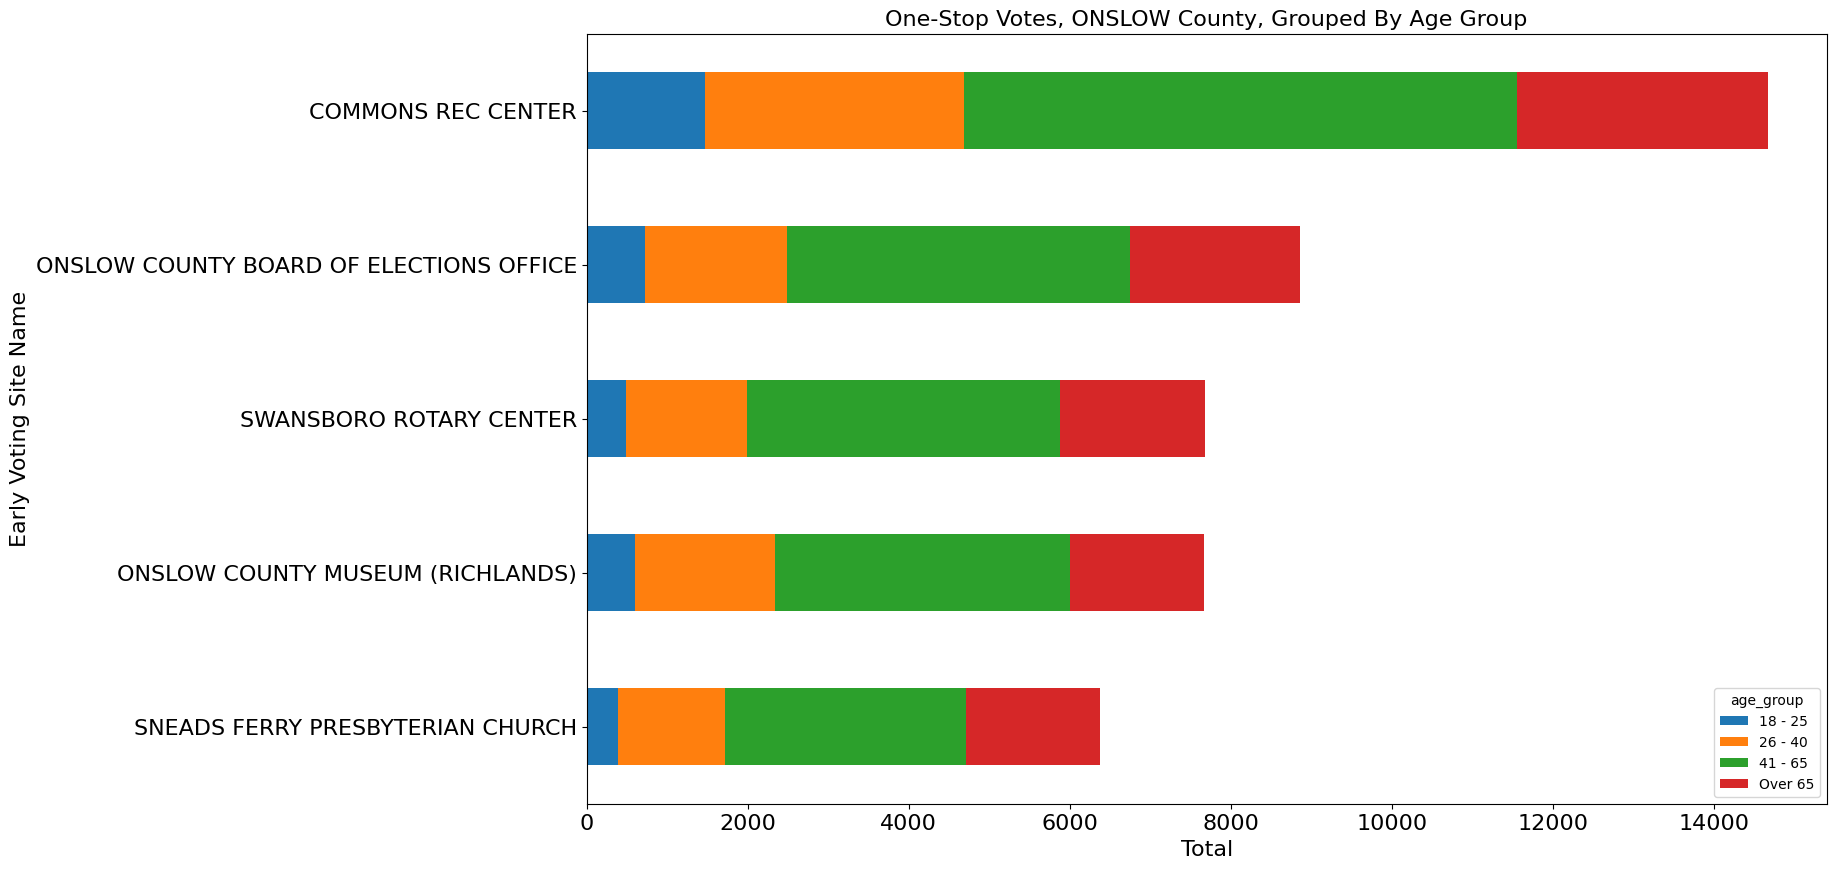 One-Stop Votes, ONSLOW County, Grouped By Age Group
Early Voting Site Name
COMMONS REC CENTER
ONSLOW COUNTY BOARD OF ELECTIONS OFFICE
SWANSBORO ROTARY CENTER
ONSLOW COUNTY MUSEUM (RICHLANDS)
SNEADS FERRY PRESBYTERIAN CHURCH
age_group
18 - 25
26 - 40
41 - 65
Over 65
0 2000 4000 6000 8000 10000 12000 14000
Total